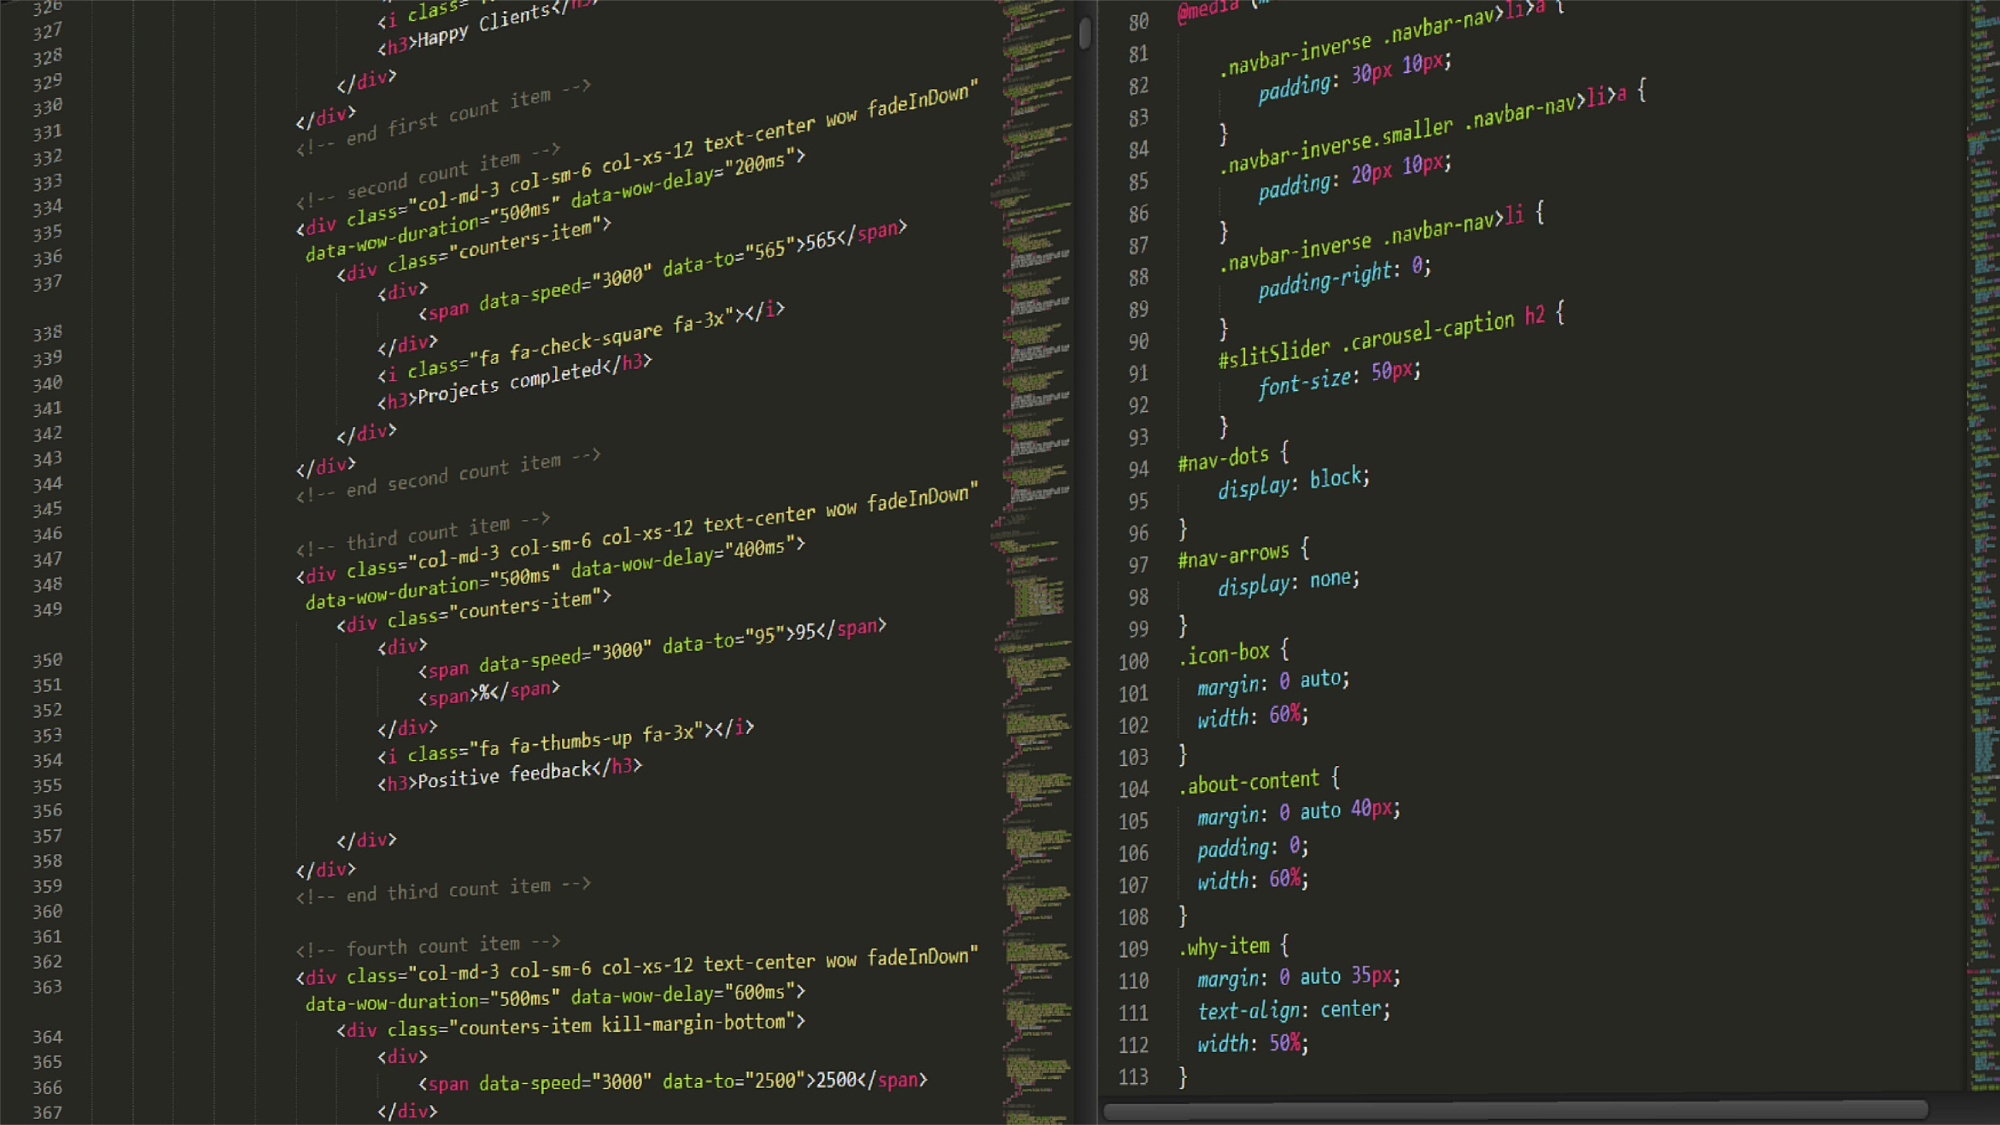 326
327
328
329
330 <i class=
331 <h3>Happy Clients</h3>
332 </div>
333 </div>
334 <!-- end first count item -->
335
336 <!-- second count item -->
337 <div class="col-md-3 col-sm-6 col-xs-12 text-center wow fadeInDown"
data-wow-duration="500ms" data-wow-delay="200ms">
338 <div class="counters-item">
339 <div>
340 <span data-speed="3000" data-to="565">565</span>
341 </div>
342 <i class="fa fa-check-square fa-3x"></i>
343 <h3>Projects completed</h3>
344 </div>
345 </div>
346 <!-- end second count item -->
347
348 <!-- third count item -->
349 <div class="col-md-3 col-sm-6 col-xs-12 text-center wow fadeInDown"
data-wow-duration="500ms" data-wow-delay="400ms">
350 <div class="counters-item">
351 <div>
352 <span data-speed="3000" data-to="95">95</span>
353 <span>%</span>
354 </div>
355 <i class="fa fa-thumbs-up fa-3x"></i>
356 <h3>Positive feedback</h3>
357
358 </div>
359 </div>
360 <!-- end third count item -->
361
362 <!-- fourth count item -->
363 <div class="col-md-3 col-sm-6 col-xs-12 text-center wow fadeInDown"
data-wow-duration="500ms" data-wow-delay="600ms">
364 <div class="counters-item kill-margin-bottom">
365 <div>
366 <span data-speed="3000" data-to="2500">2500</span>
367 </div>
80
81 @media
82 .navbar-inverse .navbar-nav>li>a {
83 padding: 30px 10px;
84 }
85 .navbar-inverse.smaller .navbar-nav>li>a {
86 padding: 20px 10px;
87 }
88 .navbar-inverse .navbar-nav>li {
89 padding-right: 0;
90 }
91 #slitSlider .carousel-caption h2 {
92 font-size: 50px;
93 }
94 #nav-dots {
95 display: block;
96 }
97 #nav-arrows {
98 display: none;
99 }
100 .icon-box {
101 margin: 0 auto;
102 width: 60%;
103 }
104 .about-content {
105 margin: 0 auto 40px;
106 padding: 0;
107 width: 60%;
108 }
109 .why-item {
110 margin: 0 auto 35px;
111 text-align: center;
112 width: 50%;
113 }